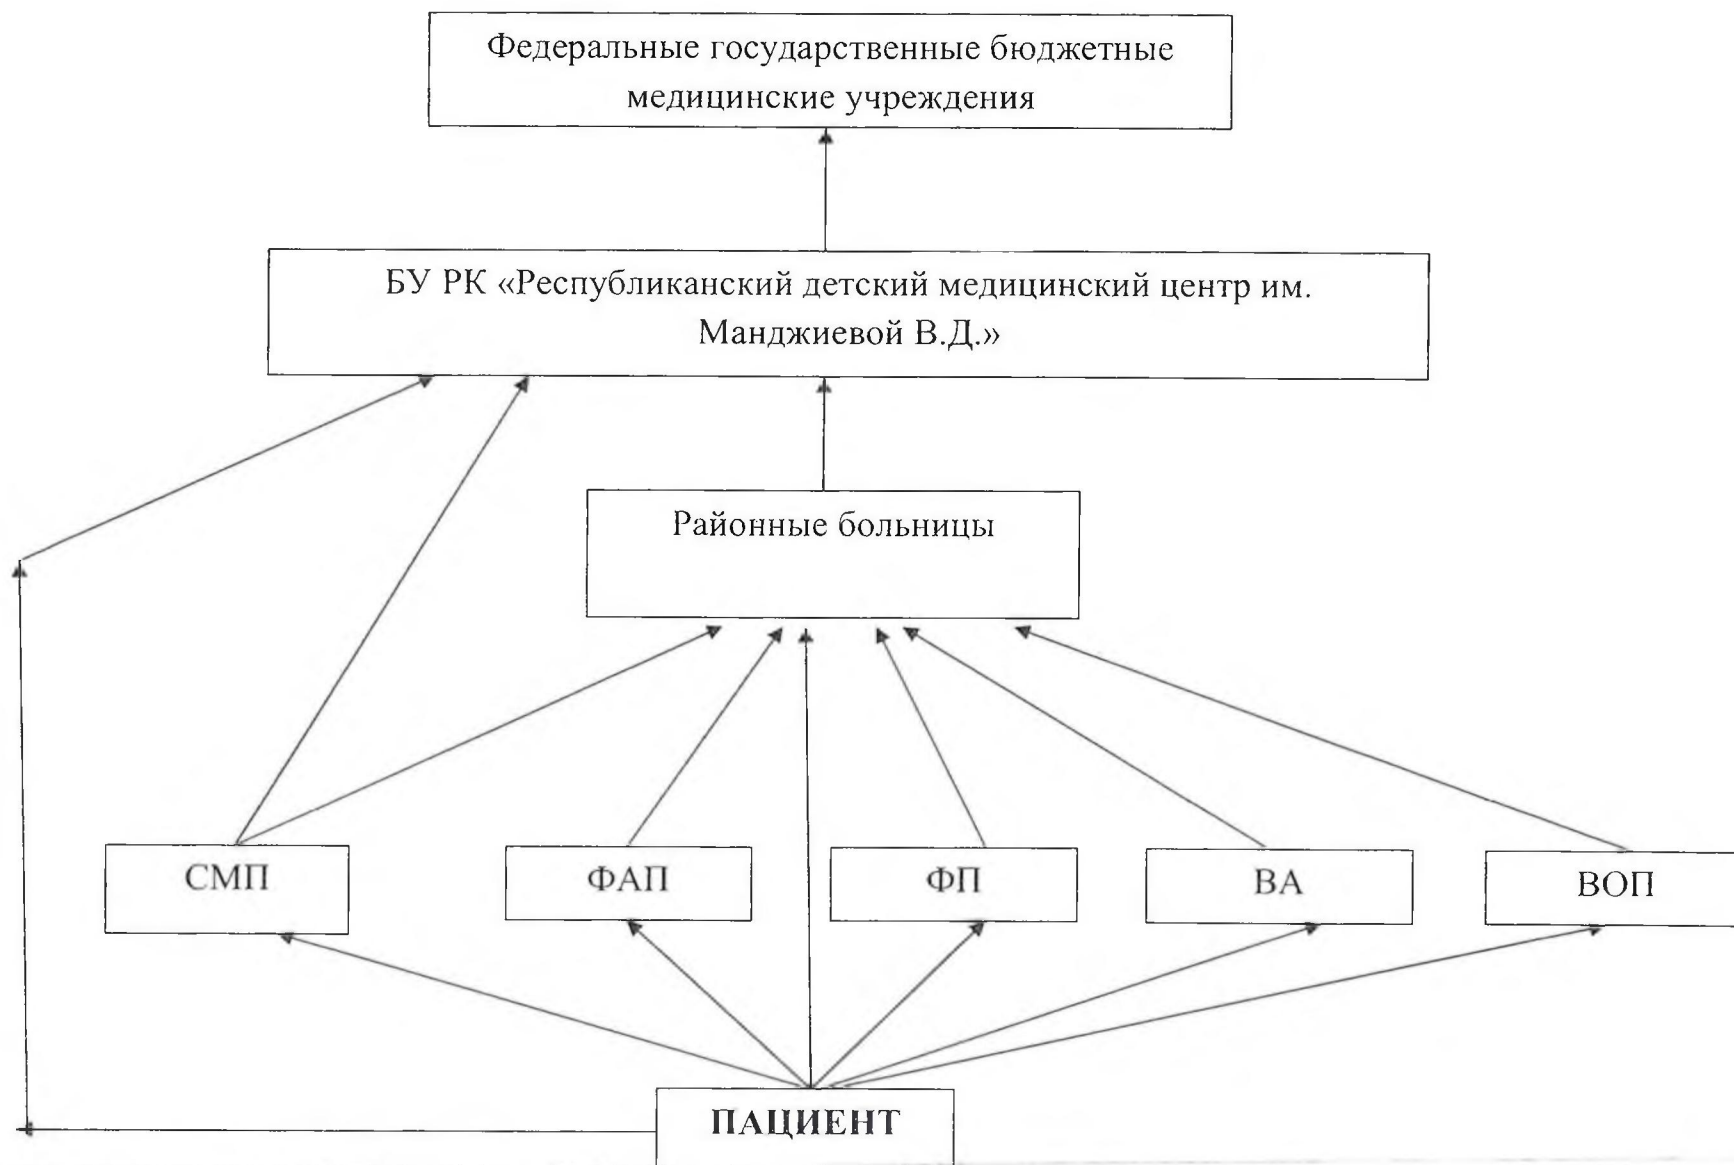 Федеральные государственные бюджетные
медицинские учреждения
БУ РК «Республиканский детский медицинский центр им.
Манджиевой В.Д.»
Районные больницы
СМП
ФАП
ФП
ВА
ВОП
ПАЦИЕНТ